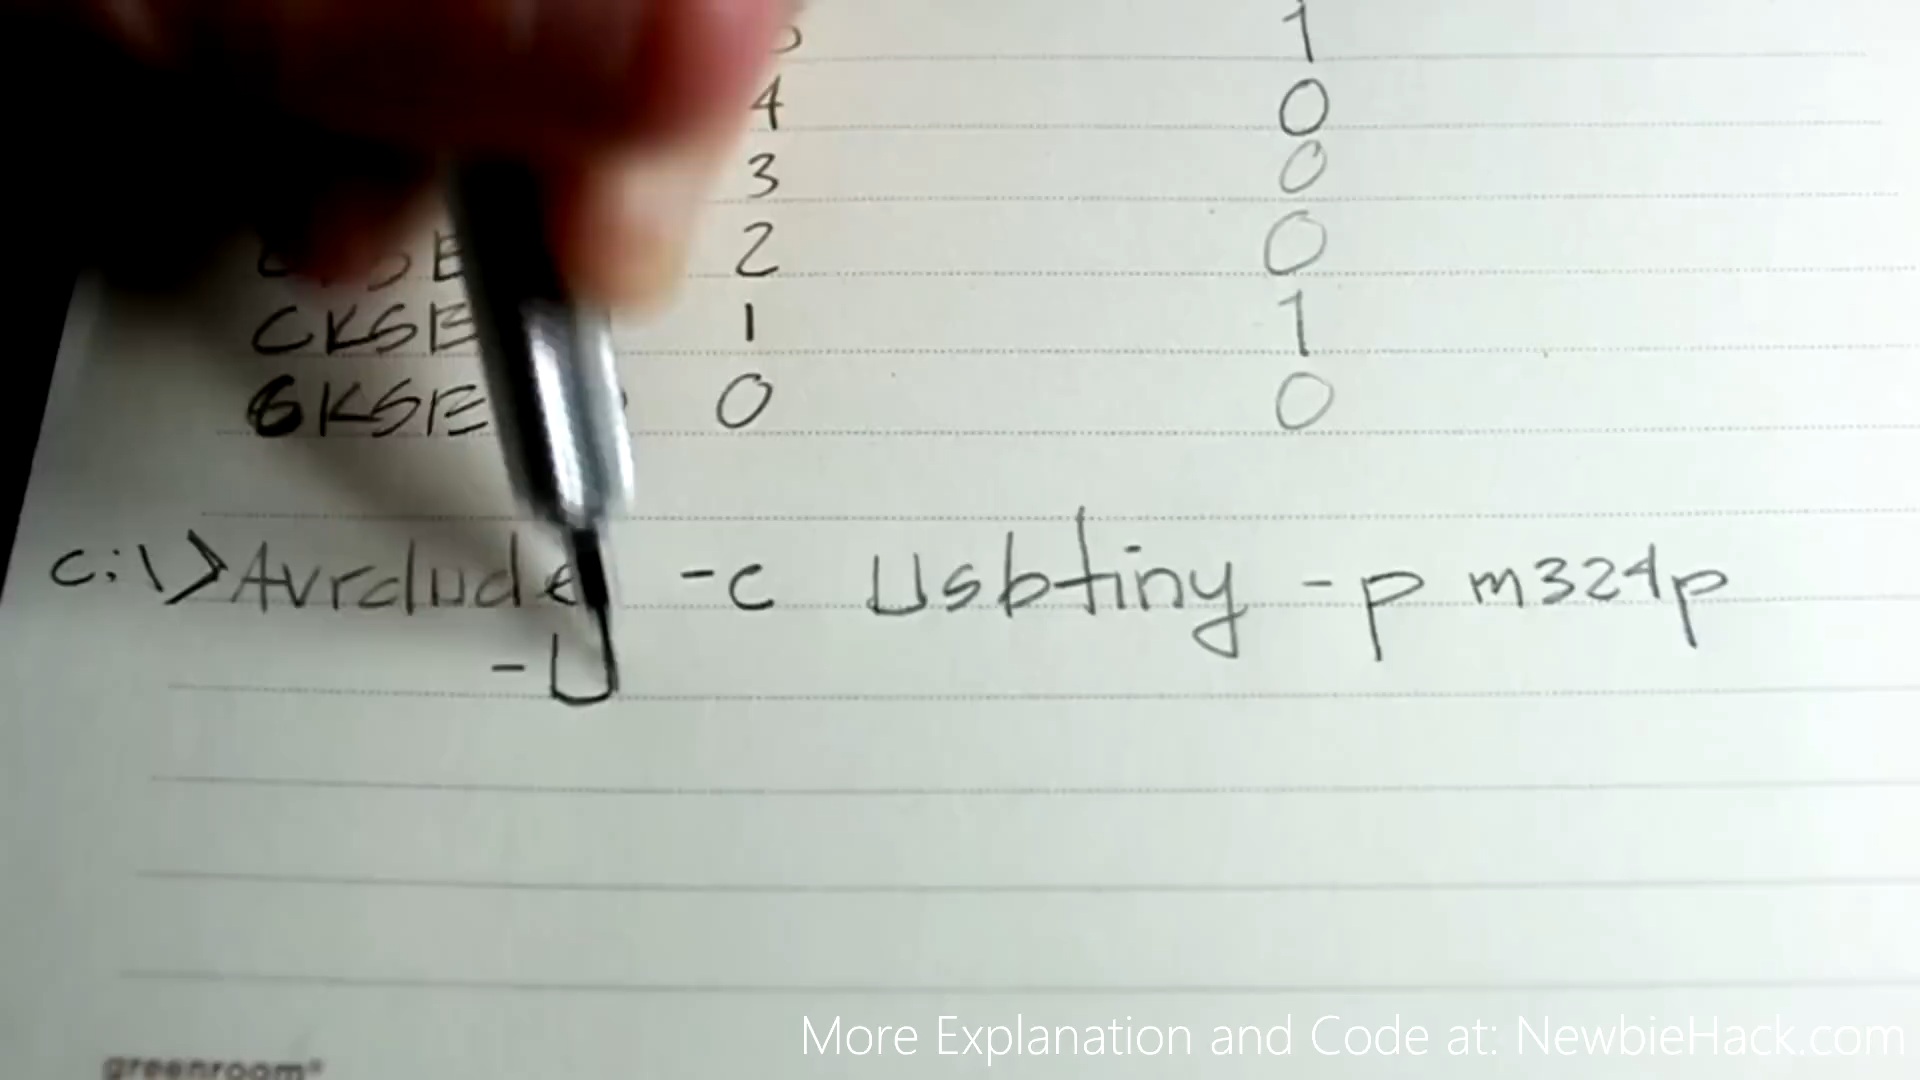 1
4 0
3 0
2 0
CKSE 1 1
CKSE 0 0
C:\>Avrdude -c Usbtiny -p m324p
-U
More Explanation and Code at: NewbieHack.com
greenroom®